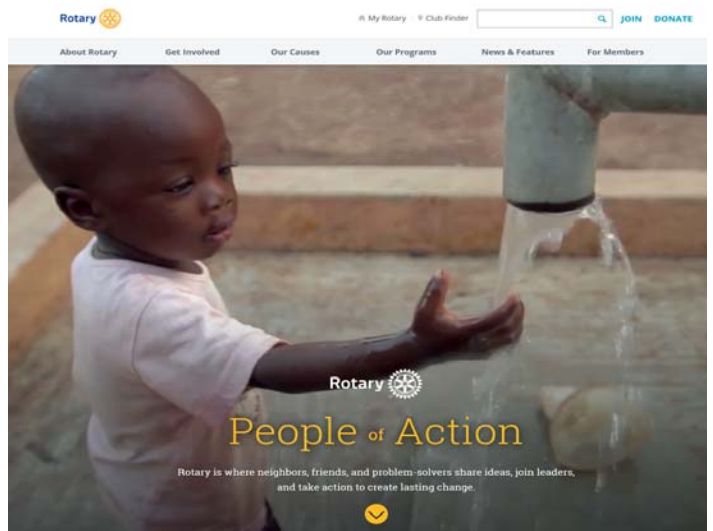 Rotary
My Rotary Club Finder
JOIN DONATE
About Rotary Get Involved Our Causes Our Programs News & Features For Members
Rotary
People of Action
Rotary is where neighbors, friends, and problem-solvers share ideas, join leaders,
and take action to create lasting change.